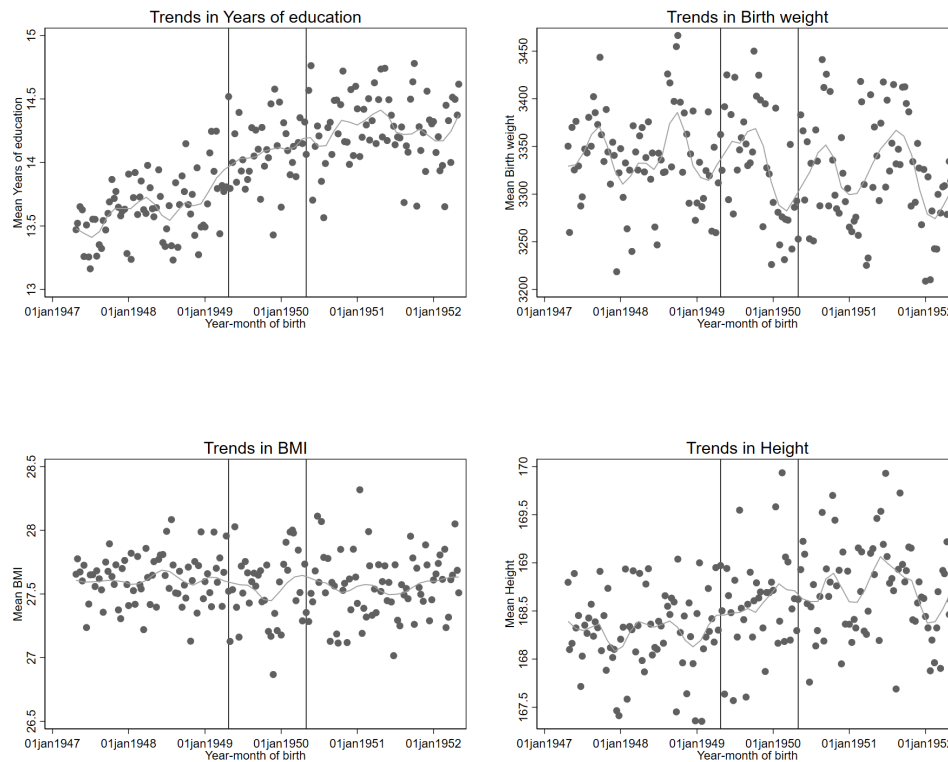 Trends in Years of education
Mean Years of education
15
14.5
14
13.5
13
01jan1947 01jan1948 01jan1949 01jan1950 01jan1951 01jan1952
Year-month of birth
Trends in Birth weight
Mean Birth weight
3450
3400
3350
3300
3250
3200
01jan1947 01jan1948 01jan1949 01jan1950 01jan1951 01jan1952
Year-month of birth
Trends in BMI
Mean BMI
28.5
28
27.5
27
26.5
01jan1947 01jan1948 01jan1949 01jan1950 01jan1951 01jan1952
Year-month of birth
Trends in Height
Mean Height
170
169.5
169
168.5
168
167.5
01jan1947 01jan1948 01jan1949 01jan1950 01jan1951 01jan1952
Year-month of birth